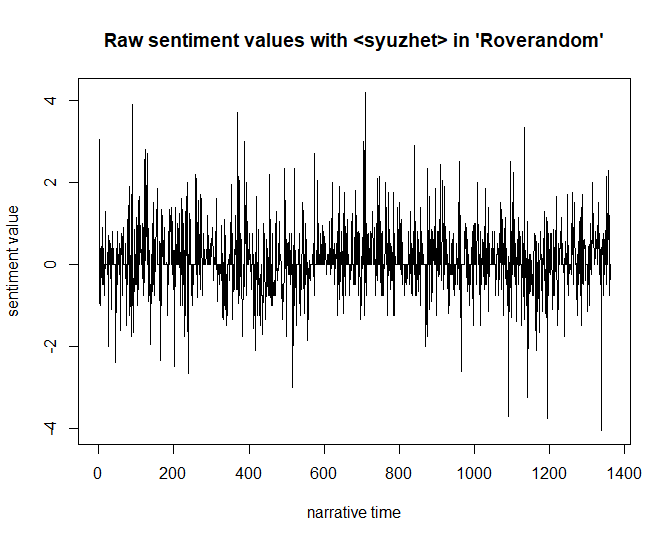 Raw sentiment values with <syuzhet> in 'Roverandom'
sentiment value
4
2
0
-2
-4
0 200 400 600 800 1000 1200 1400
narrative time